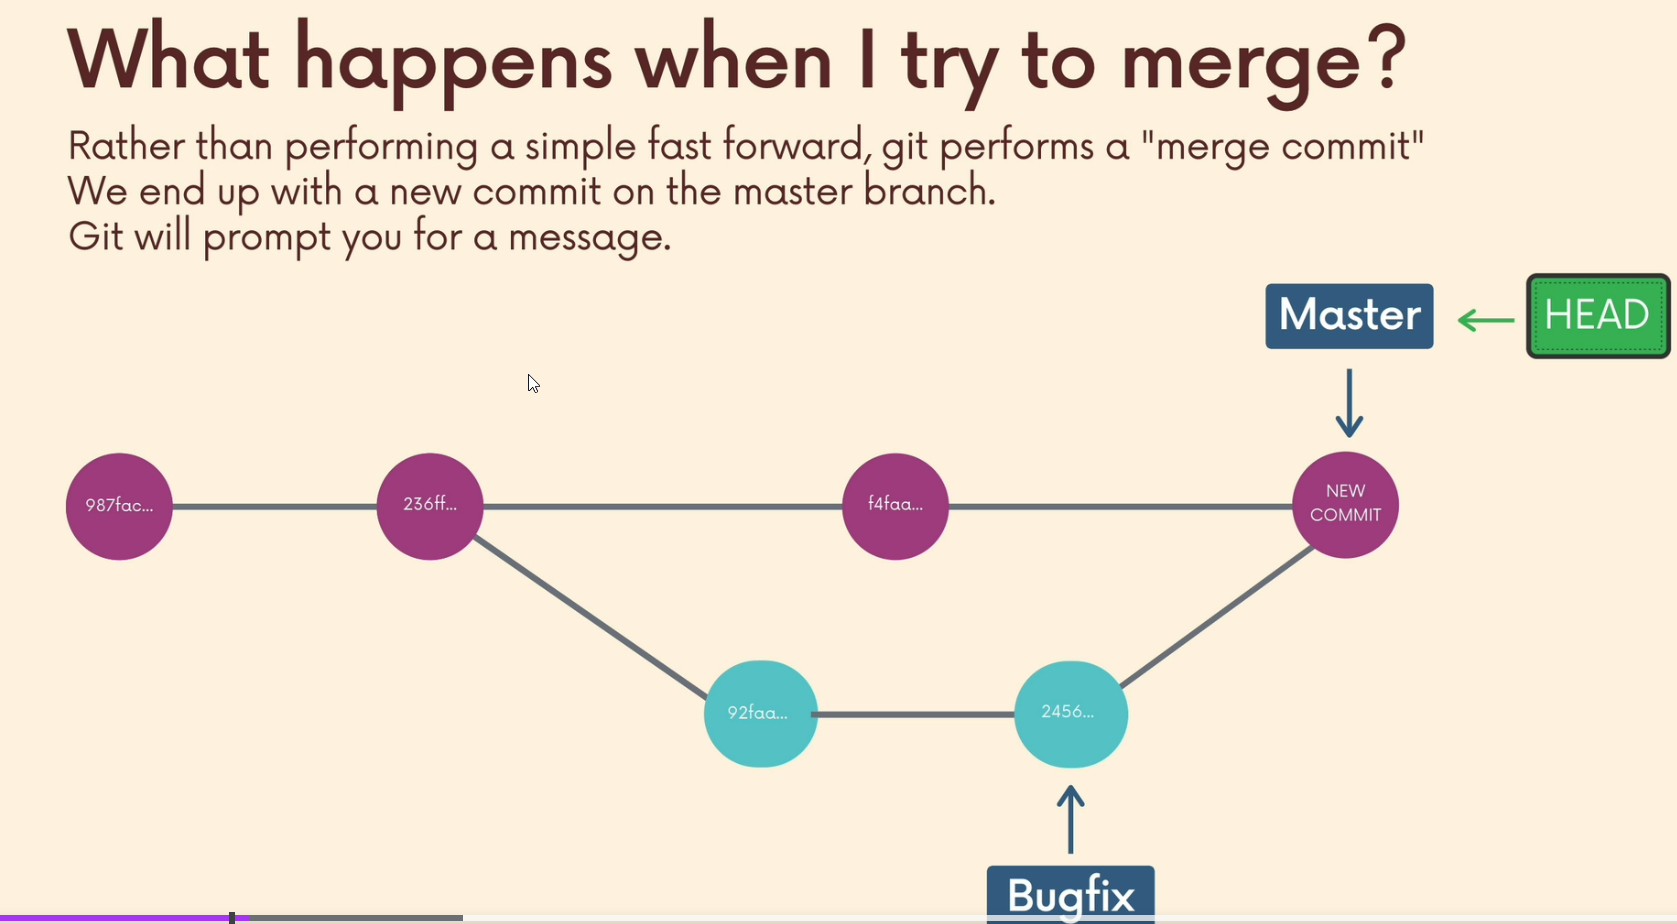 What happens when I try to merge?
Rather than performing a simple fast forward, git performs a "merge commit"
We end up with a new commit on the master branch.
Git will prompt you for a message.
Master
HEAD
987fac...
236ff...
f4faa...
NEW
COMMIT
92faa...
2456...
Bugfix